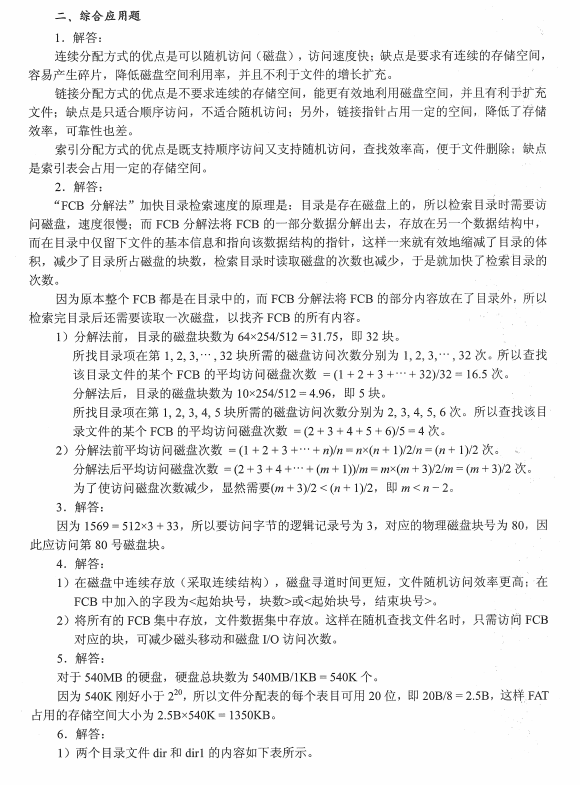 二、综合应用题
1．解答：
连续分配方式的优点是可以随机访问（磁盘），访问速度快；缺点是要求有连续的存储空间，
容易产生碎片，降低磁盘空间利用率，并且不利于文件的增长扩充。
链接分配方式的优点是不要求连续的存储空间，能更有效地利用磁盘空间，并且有利于扩充
文件；缺点是只适合顺序访问，不适合随机访问；另外，链接指针占用一定的空间，降低了存储
效率，可靠性也差。
索引分配方式的优点是既支持顺序访问又支持随机访问，查找效率高，便于文件删除；缺点
是索引表会占用一定的存储空间。
2．解答：
“FCB 分解法”加快目录检索速度的原理是：目录是存在磁盘上的，所以检索目录时需要访
问磁盘，速度很慢；而 FCB 分解法将 FCB 的一部分数据分解出去，存放在另一个数据结构中，
而在目录中仅留下文件的基本信息和指向该数据结构的指针，这样一来就有效地缩减了目录的体
积，减少了目录所占磁盘的块数，检索目录时读取磁盘的次数也减少，于是就加快了检索目录的
次数。
因为原本整个 FCB 都是在目录中的，而 FCB 分解法将 FCB 的部分内容放在了目录外，所以
检索完目录后还需要读取一次磁盘，以找齐 FCB 的所有内容。
1）分解法前，目录的磁盘块数为 64×254/512 = 31.75，即 32 块。
所找目录项在第 1, 2, 3,…, 32 块所需的磁盘访问次数分别为 1, 2, 3,…, 32 次。所以查找
该目录文件的某个 FCB 的平均访问磁盘次数 = (1 + 2 + 3 +…+ 32)/32 = 16.5 次。
分解法后，目录的磁盘块数为 10×254/512 = 4.96，即 5 块。
所找目录项在第 1, 2, 3, 4, 5 块所需的磁盘访问次数分别为 2, 3, 4, 5, 6 次。所以查找该目
录文件的某个 FCB 的平均访问磁盘次数 = (2 + 3 + 4 + 5 + 6)/5 = 4 次。
2）分解法前平均访问磁盘次数 = (1 + 2 + 3 +…+ n)/n = n×(n + 1)/2/n = (n + 1)/2 次。
分解法后平均访问磁盘次数 = (2 + 3 + 4 +…+ (m + 1))/m = m×(m + 3)/2/m = (m + 3)/2 次。
为了使访问磁盘次数减少，显然需要(m + 3)/2 < (n + 1)/2，即 m < n − 2。
3．解答：
因为 1569 = 512×3 + 33，所以要访问字节的逻辑记录号为 3，对应的物理磁盘块号为 80，因
此应访问第 80 号磁盘块。
4．解答：
1）在磁盘中连续存放（采取连续结构），磁盘寻道时间更短，文件随机访问效率更高；在
FCB 中加入的字段为<起始块号，块数>或<起始块号，结束块号>。
2）将所有的 FCB 集中存放，文件数据集中存放。这样在随机查找文件名时，只需访问 FCB
对应的块，可减少磁头移动和磁盘 I/O 访问次数。
5．解答：
对于 540MB 的硬盘，硬盘总块数为 540MB/1KB = 540K 个。
因为 540K 刚好小于 2²⁰，所以文件分配表的每个表目可用 20 位，即 20B/8 = 2.5B，这样 FAT
占用的存储空间大小为 2.5B×540K = 1350KB。
6．解答：
1）两个目录文件 dir 和 dir1 的内容如下表所示。